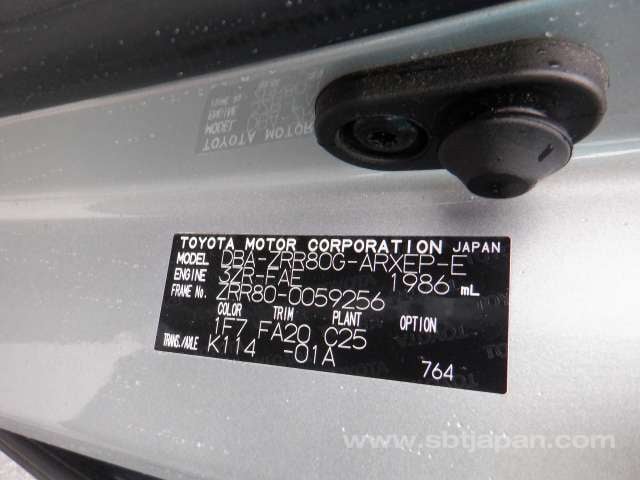 TOYOTA MOTOR CORPORATION JAPAN
MODEL DBA-ZRR80G-ARXEP-E
ENGINE 3ZR-FAE 1986 mL
FRAME No. ZRR80-0059256
COLOR TRIM PLANT OPTION
1F7 FA20 C25
TRANS./AXLE K114 -01A
764
www.sbtjapan.com